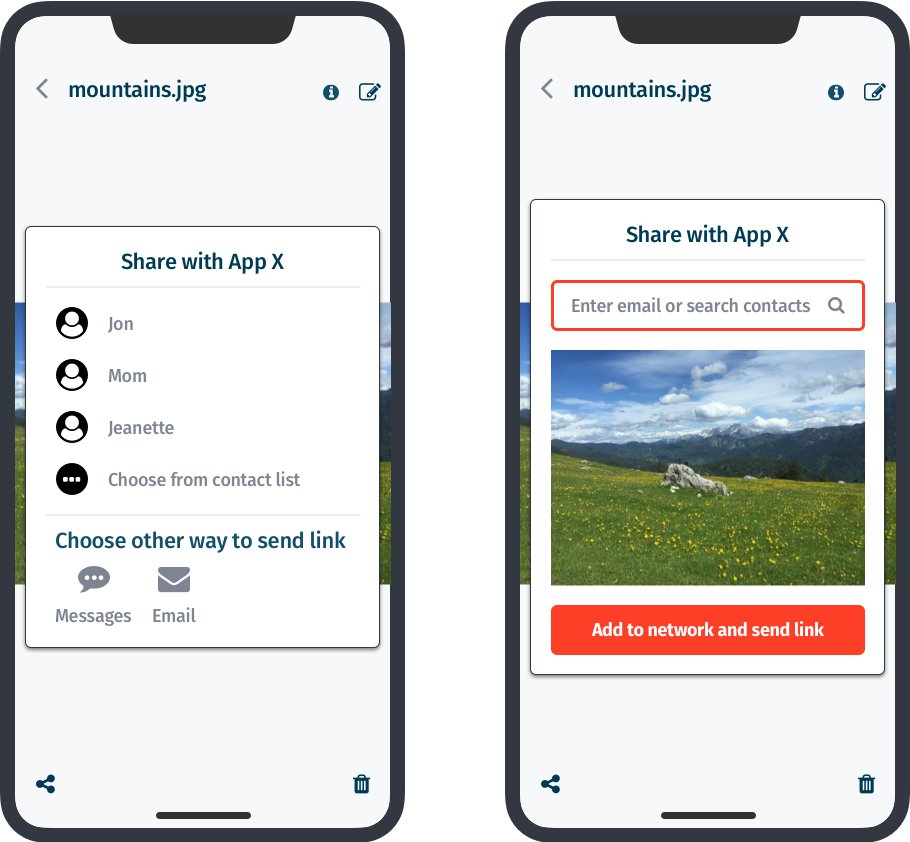 mountains.jpg
Share with App X
Jon
Mom
Jeanette
Choose from contact list
Choose other way to send link
Messages Email
mountains.jpg
Share with App X
Enter email or search contacts
Add to network and send link